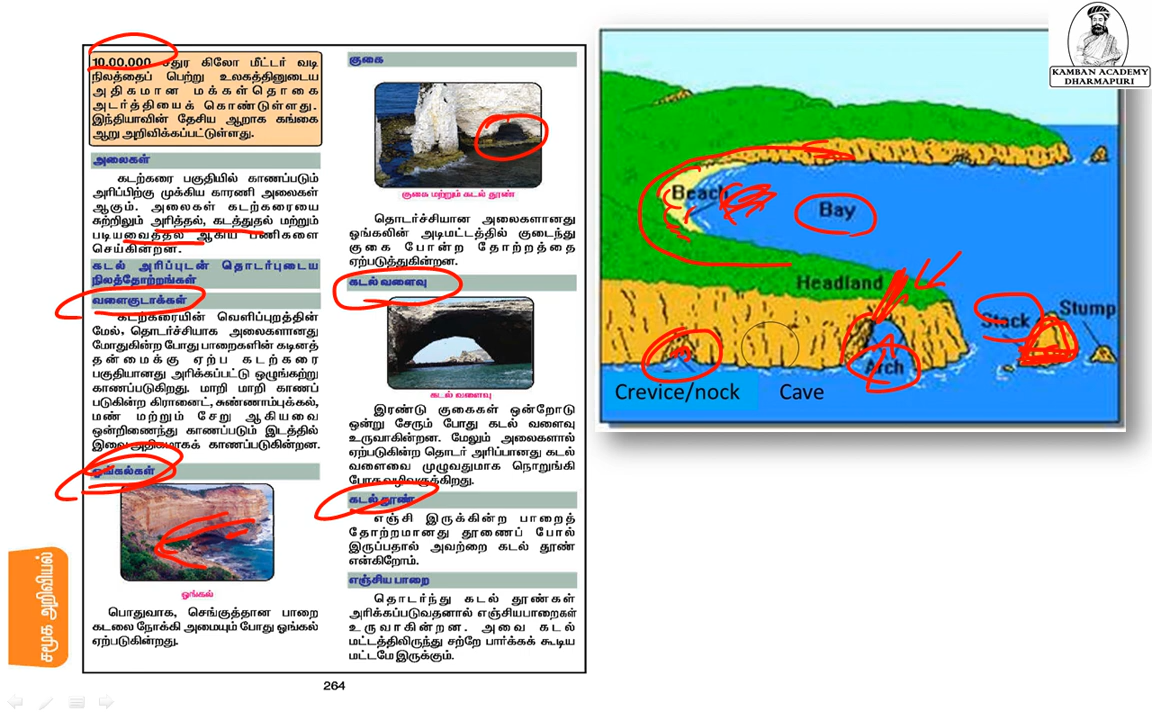 10,00,000 சதுர கிலோ மீட்டர் வடி
நிலத்தைப் பெற்று உலகத்தினுடைய
அதிகமான மக்கள்தொகை
அடர்த்தியைக் கொண்டுள்ளது.
இந்தியாவின் தேசிய ஆறாக கங்கை
ஆறு அறிவிக்கப்பட்டுள்ளது.
அலைகள்
கடற்கரை பகுதியில் காணப்படும்
அரிப்பிற்கு முக்கிய காரணி அலைகள்
ஆகும். அலைகள் கடற்கரையை
சுற்றிலும் அரித்தல், கடத்துதல் மற்றும்
படியவைத்தல் ஆகிய பணிகளை
செய்கின்றன.
கடல் அரிப்புடன் தொடர்புடைய
நிலத்தோற்றங்கள்
வளைகுடாக்கள்
கடற்கரையின் வெளிப்புறத்தின்
மேல், தொடர்ச்சியாக அலைகளானது
மோதுகின்ற போது பாறைகளின் கடினத்
தன்மைக்கு ஏற்ப கடற்கரை
பகுதியானது அரிக்கப்பட்டு ஒழுங்கற்று
காணப்படுகிறது. மாறி மாறி காணப்
படுகின்ற கிரானைட், சுண்ணாம்புக்கல்,
மண் மற்றும் சேறு ஆகியவை
ஒன்றிணைந்து காணப்படும் இடத்தில்
இவை அதிகமாகக் காணப்படுகின்றன.
ஓங்கல்கள்
ஓங்கல்
பொதுவாக, செங்குத்தான பாறை
கடலை நோக்கி அமையும் போது ஓங்கல்
ஏற்படுகின்றது.
குகை
குகை மற்றும் கடல் தூண்
தொடர்ச்சியான அலைகளானது
ஓங்கலின் அடிமட்டத்தில் குடைந்து
குகை போன்ற தோற்றத்தை
ஏற்படுத்துகின்றன.
கடல் வளைவு
கடல் வளைவு
இரண்டு குகைகள் ஒன்றோடு
ஒன்று சேரும் போது கடல் வளைவு
உருவாகின்றன. மேலும் அலைகளால்
ஏற்படுகின்ற தொடர் அரிப்பானது கடல்
வளைவை முழுவதுமாக நொறுங்கி
போக வழிவகுக்கிறது.
கடல் தூண்
எஞ்சி இருக்கின்ற பாறைத்
தோற்றமானது தூணைப் போல்
இருப்பதால் அவற்றை கடல் தூண்
என்கிறோம்.
எஞ்சிய பாறை
தொடர்ந்து கடல் தூண்கள்
அரிக்கப்படுவதனால் எஞ்சியபாறைகள்
உருவாகின்றன. அவை கடல்
மட்டத்திலிருந்து சற்றே பார்க்கக் கூடிய
மட்டமே இருக்கும்.
சமூக அறிவியல்
264
KAMBAN ACADEMY
DHARMAPURI
Beach
Bay
Headland
Stack
Stump
Arch
Crevice/nock
Cave